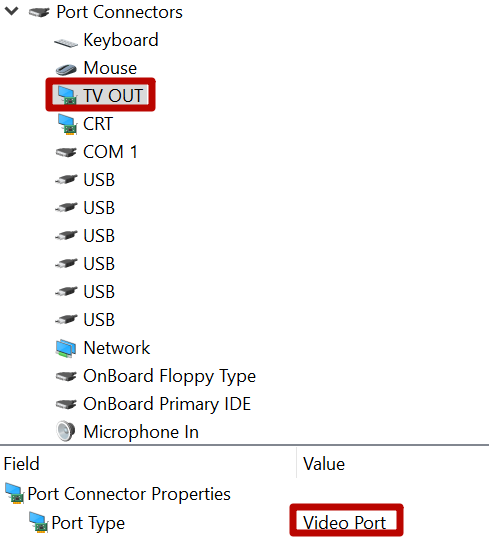 Port Connectors
Keyboard
Mouse
TV OUT
CRT
COM 1
USB
USB
USB
USB
USB
USB
Network
OnBoard Floppy Type
OnBoard Primary IDE
Microphone In
Field Value
Port Connector Properties
Port Type Video Port